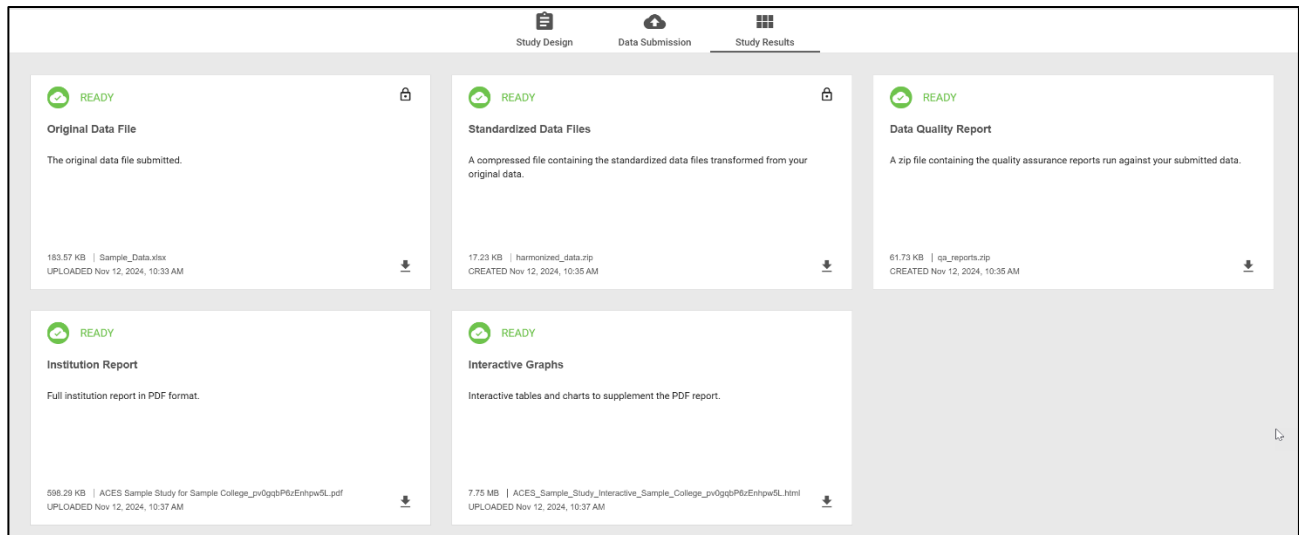 Study Design
Data Submission
Study Results
READY
Original Data File
The original data file submitted.
183.57 KB | Sample_Data.xlsx
UPLOADED Nov 12, 2024, 10:33 AM
READY
Standardized Data Files
A compressed file containing the standardized data files transformed from your
original data.
17.23 KB | harmonized_data.zip
CREATED Nov 12, 2024, 10:35 AM
READY
Data Quality Report
A zip file containing the quality assurance reports run against your submitted data.
61.73 KB | qa_reports.zip
CREATED Nov 12, 2024, 10:35 AM
READY
Institution Report
Full institution report in PDF format.
598.29 KB | ACES Sample Study for Sample College_pv0gqbP6zEnhpw5L.pdf
UPLOADED Nov 12, 2024, 10:37 AM
READY
Interactive Graphs
Interactive tables and charts to supplement the PDF report.
7.75 MB | ACES_Sample_Study_Interactive_Sample_College_pv0gqbP6zEnhpw5L.html
UPLOADED Nov 12, 2024, 10:37 AM